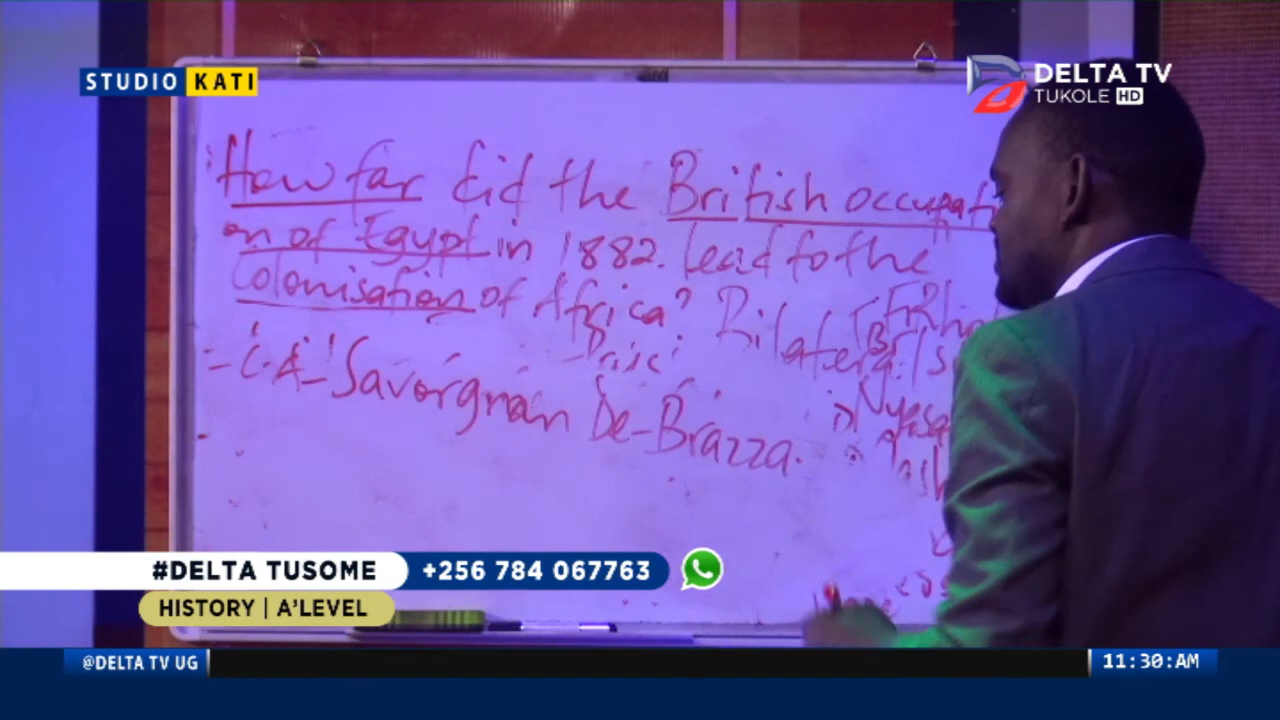 STUDIO KATI
DELTA TV
TUKOLE HD
How far did the British occupati
on of Egypt in 1882. lead to the
Colonisation of Africa?
Bilateral
- C.A - Savorgnan De-Brazza.
#DELTA TUSOME +256 784 067763
HISTORY | A'LEVEL
@DELTA TV UG
11:30:AM